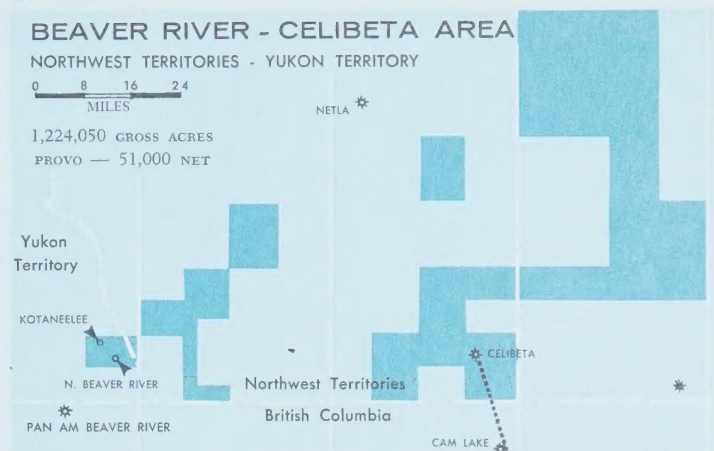 BEAVER RIVER - CELIBETA AREA
NORTHWEST TERRITORIES - YUKON TERRITORY
0 8 16 24
MILES
1,224,050 GROSS ACRES
PROVO — 51,000 NET
NETLA
Yukon
Territory
KOTANEELEE
N. BEAVER RIVER
PAN AM BEAVER RIVER
Northwest Territories
British Columbia
CELIBETA
CAM LAKE